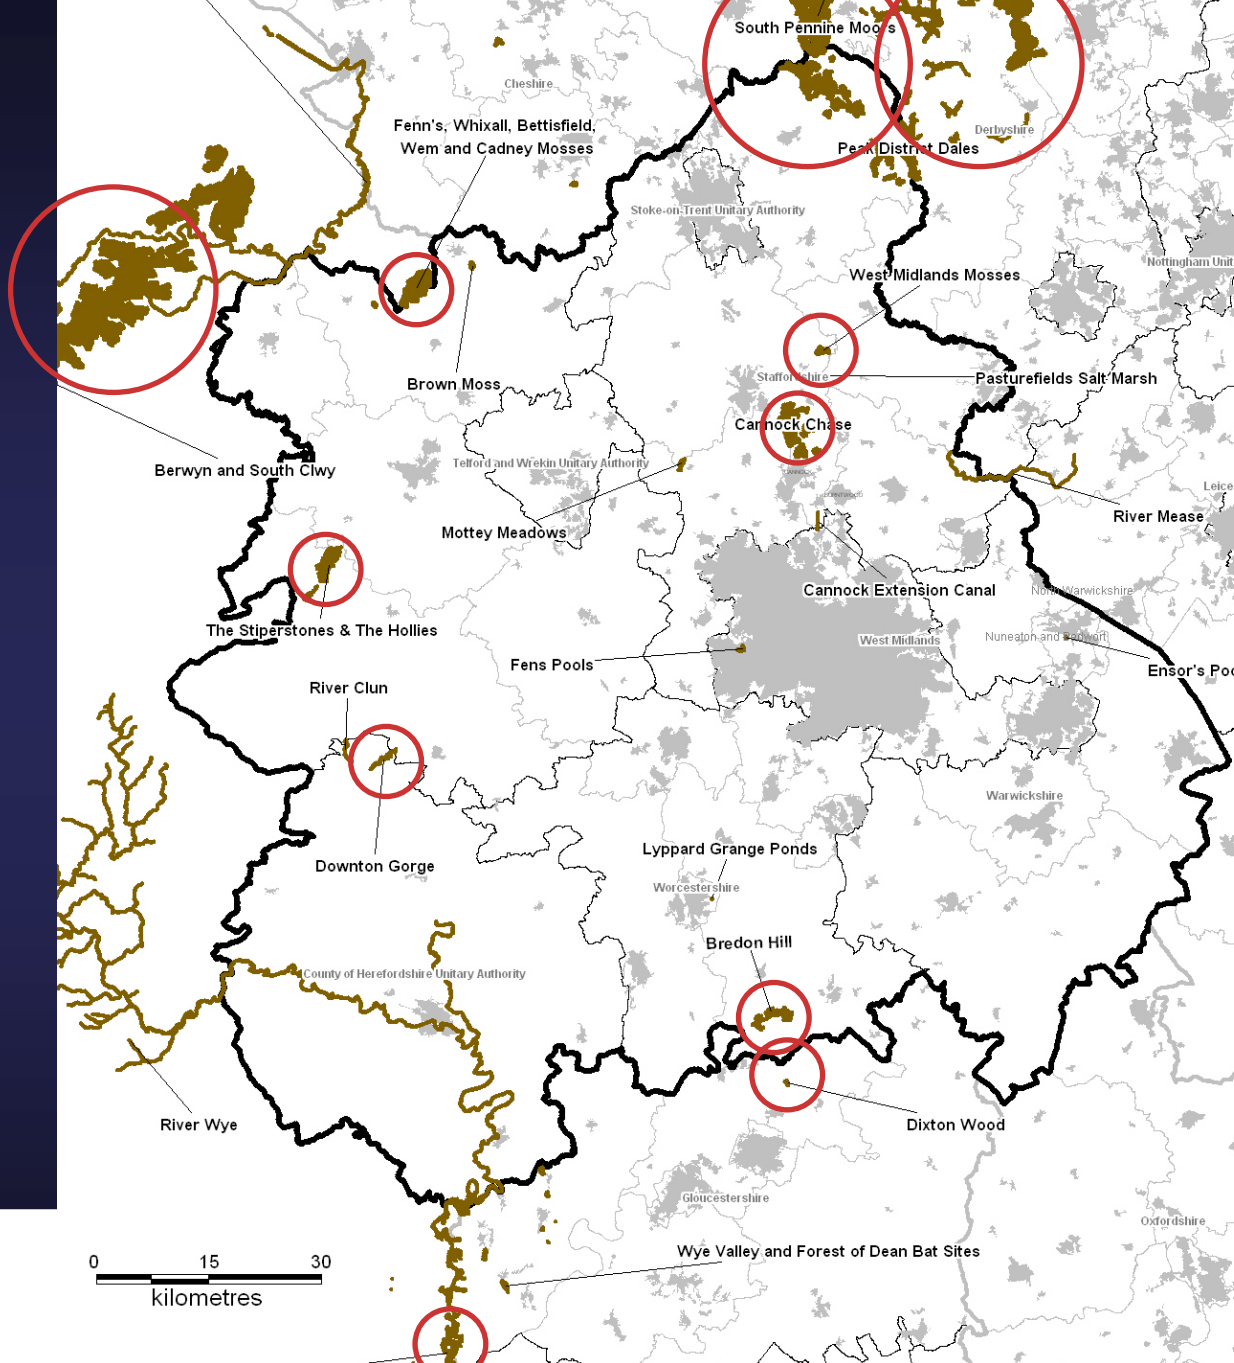 South Pennine Moors
Cheshire
Fenn's, Whixall, Bettisfield,
Wem and Cadney Mosses
Derbyshire
Peak District Dales
Stoke-on-Trent Unitary Authority
Nottingham Unit
West Midlands Mosses
Brown Moss
Staffordshire
Pasturefields Salt Marsh
Cannock Chase
Berwyn and South Clwy
Telford and Wrekin Unitary Authority
Leice
River Mease
Mottey Meadows
Cannock Extension Canal
North Warwickshire
The Stiperstones & The Hollies
West Midlands
Nuneaton and Bedworth
Fens Pools
Ensor's Poo
River Clun
Warwickshire
Lyppard Grange Ponds
Downton Gorge
Worcestershire
Bredon Hill
County of Herefordshire Unitary Authority
River Wye
Dixton Wood
Gloucestershire
Oxfordshire
Wye Valley and Forest of Dean Bat Sites
0 15 30
kilometres